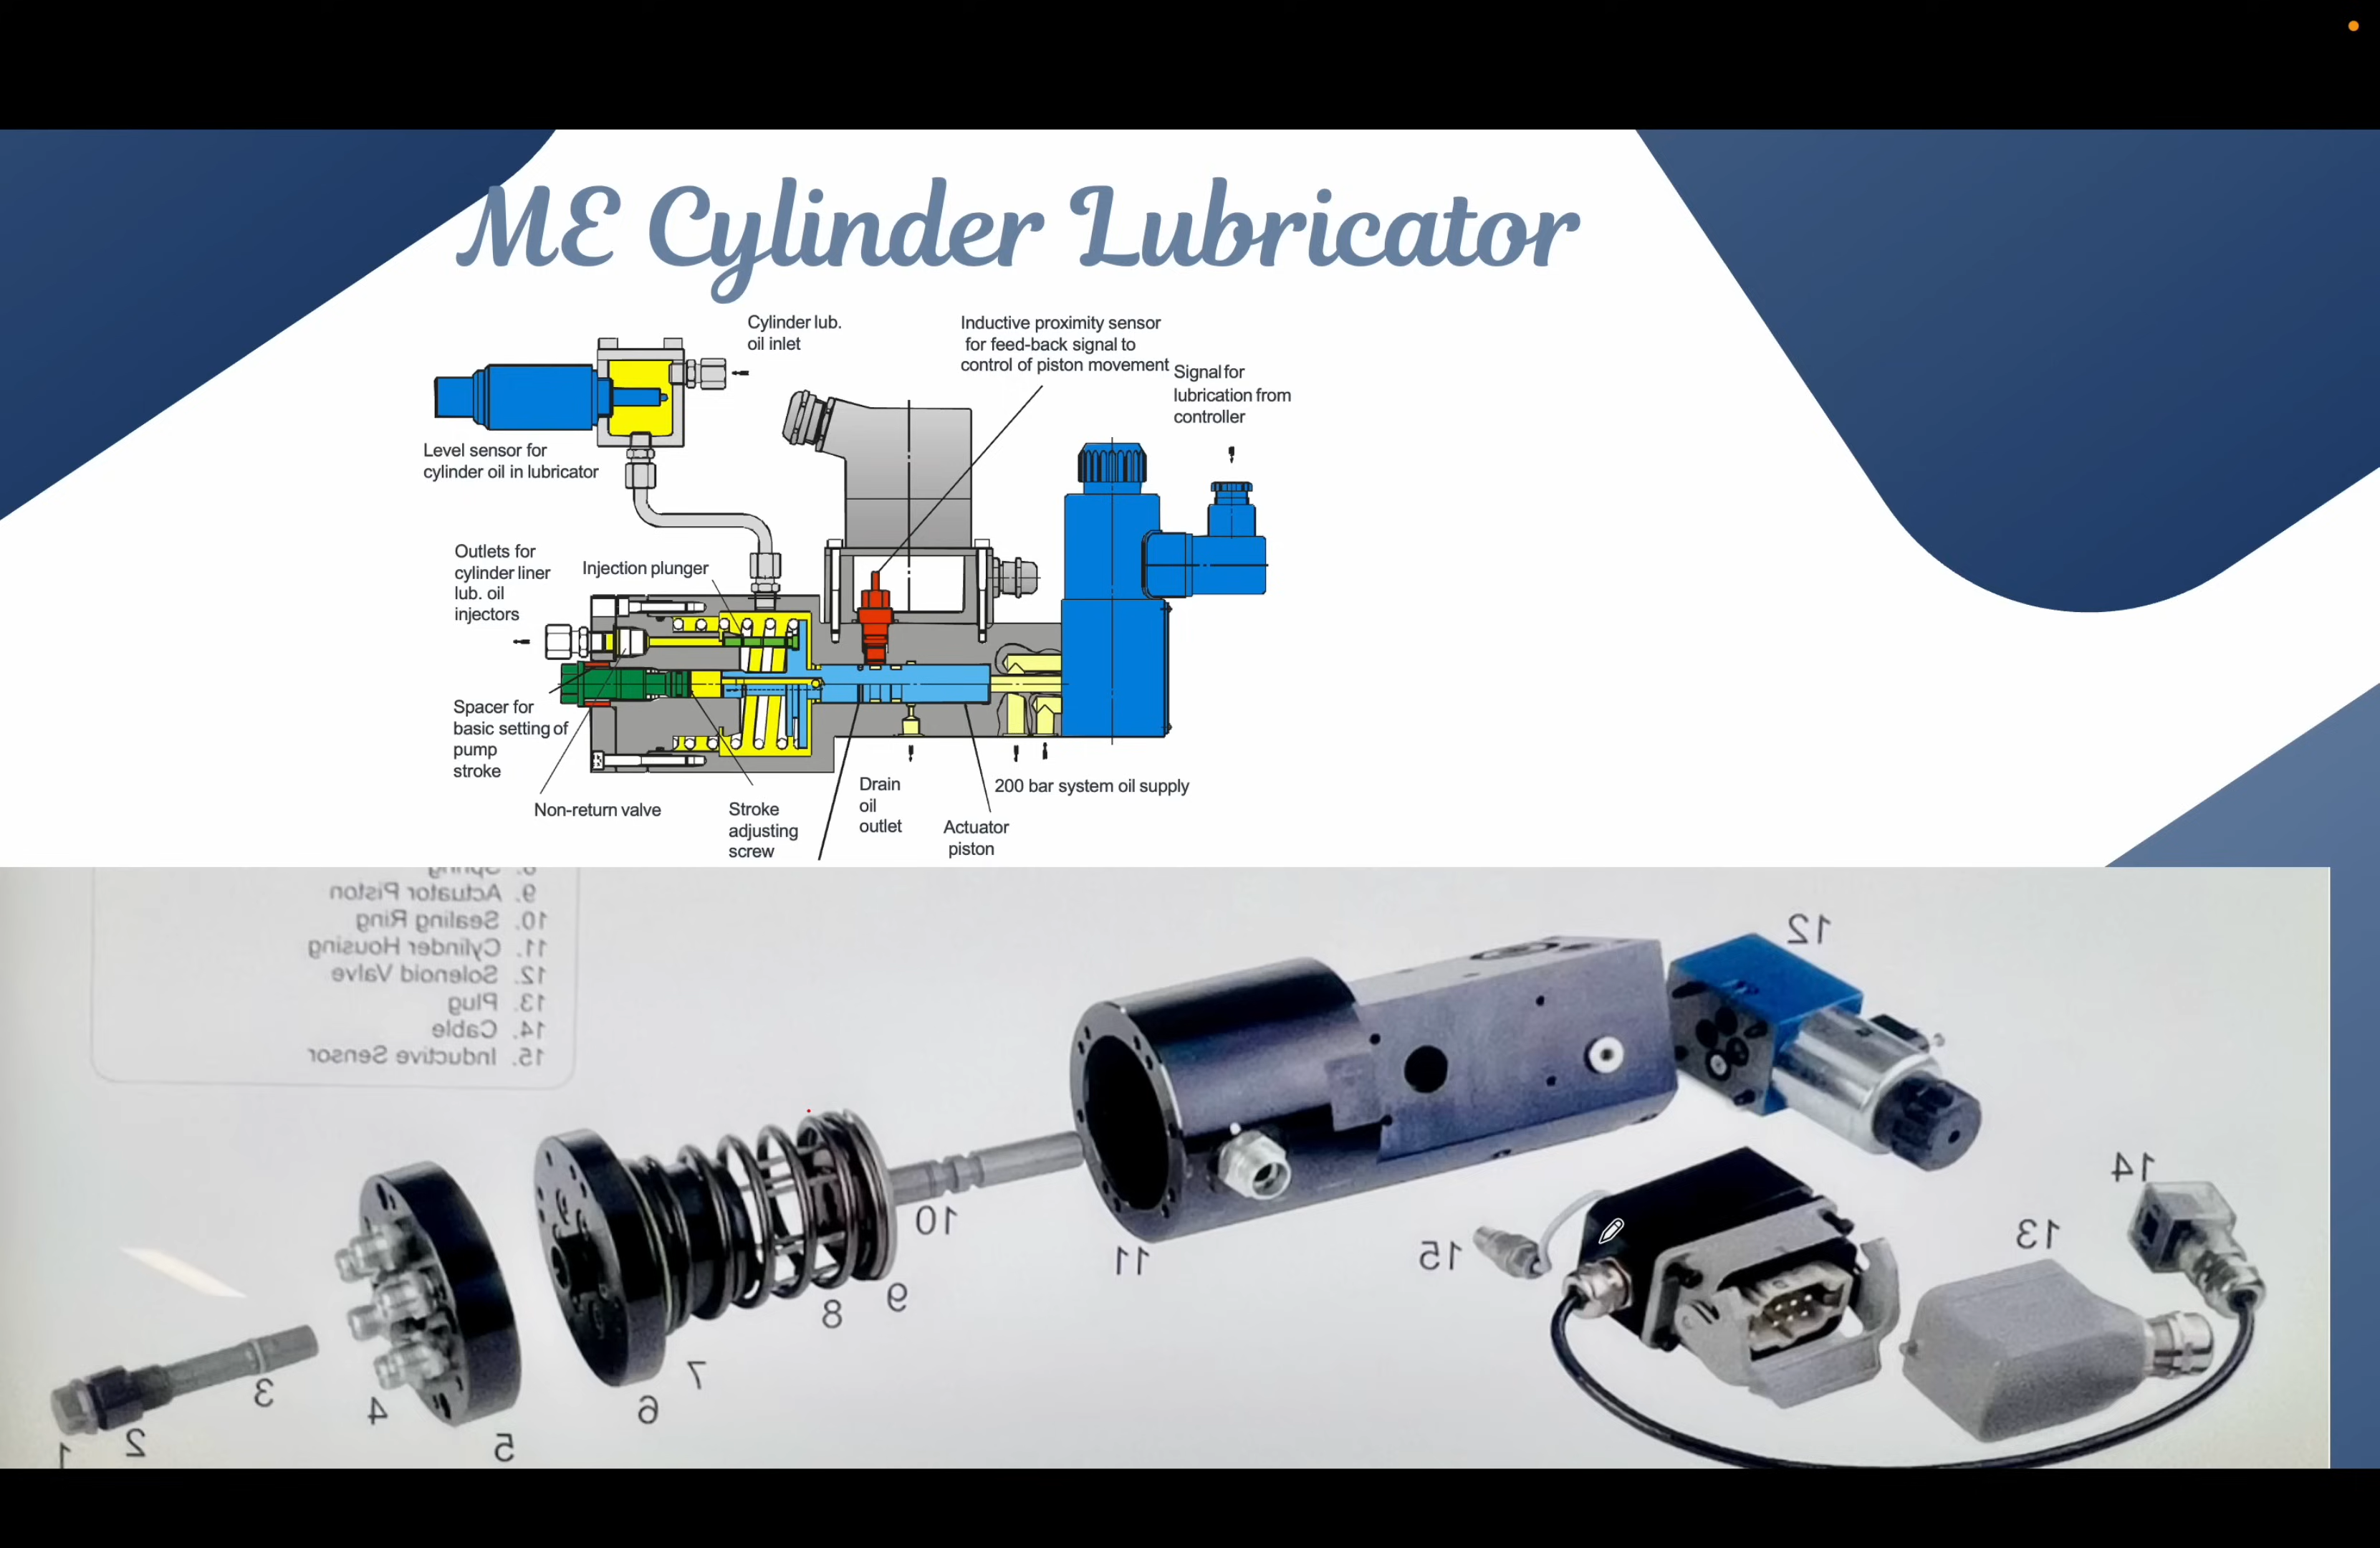 ME Cylinder Lubricator
Cylinder lub.
oil inlet
Inductive proximity sensor
for feed-back signal to
control of piston movement
Signal for
lubrication from
controller
Level sensor for
cylinder oil in lubricator
Outlets for
cylinder liner
lub. oil
injectors
Injection plunger
Spacer for
basic setting of
pump
stroke
Non-return valve
Stroke
adjusting
screw
Drain
oil
outlet
Actuator
piston
200 bar system oil supply
8. Spring
9. Actuator Piston
10. Sealing Ring
11. Cylinder Housing
12. Solenoid Valve
13. Plug
14. Cable
15. Inductive Sensor
1
2
3
4
5
6
7
8
9
10
11
12
13
14
15